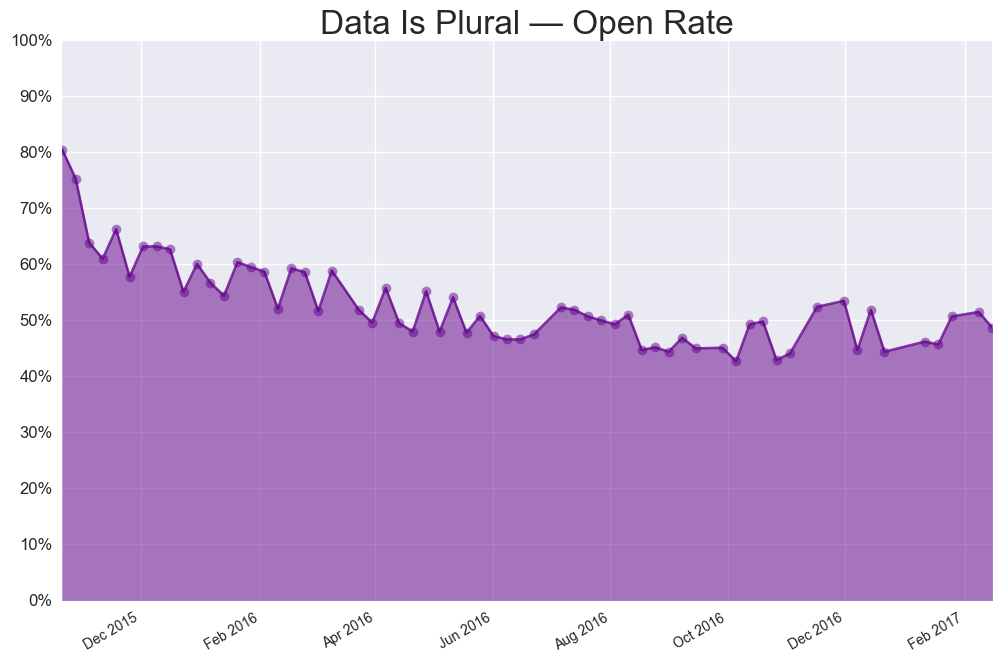 Data Is Plural — Open Rate
100%
90%
80%
70%
60%
50%
40%
30%
20%
10%
0%
Dec 2015
Feb 2016
Apr 2016
Jun 2016
Aug 2016
Oct 2016
Dec 2016
Feb 2017